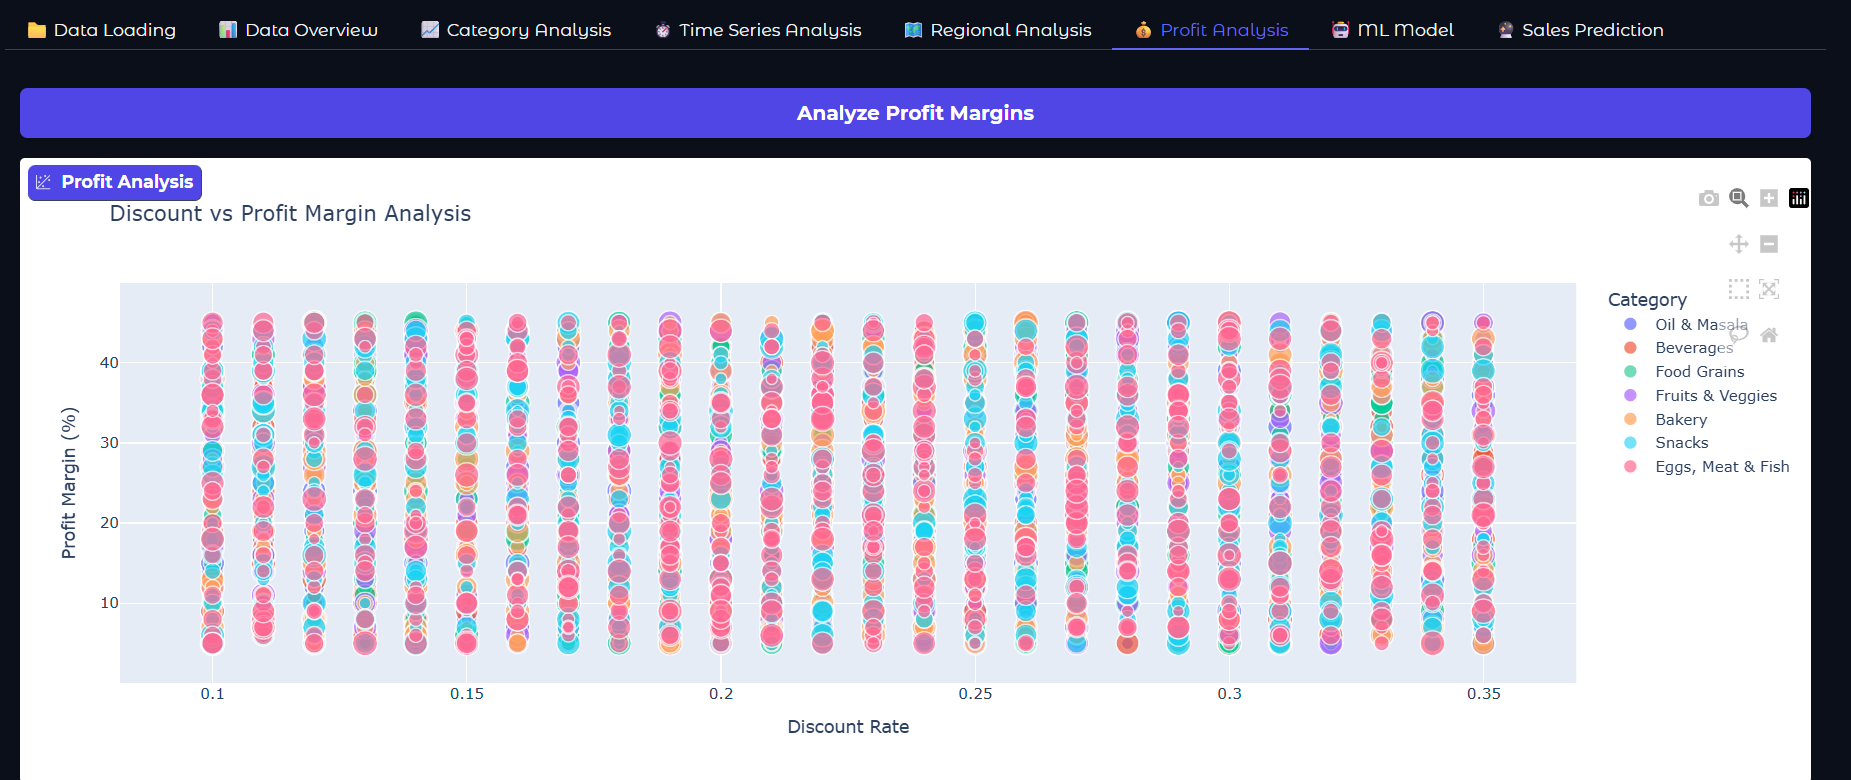 Data Loading
Data Overview
Category Analysis
Time Series Analysis
Regional Analysis
Profit Analysis
ML Model
Sales Prediction
Analyze Profit Margins
Profit Analysis
Discount vs Profit Margin Analysis
Category
Oil & Masala
Beverages
Food Grains
Fruits & Veggies
Bakery
Snacks
Eggs, Meat & Fish
Profit Margin (%)
40
30
20
10
0.1
0.15
0.2
0.25
0.3
0.35
Discount Rate